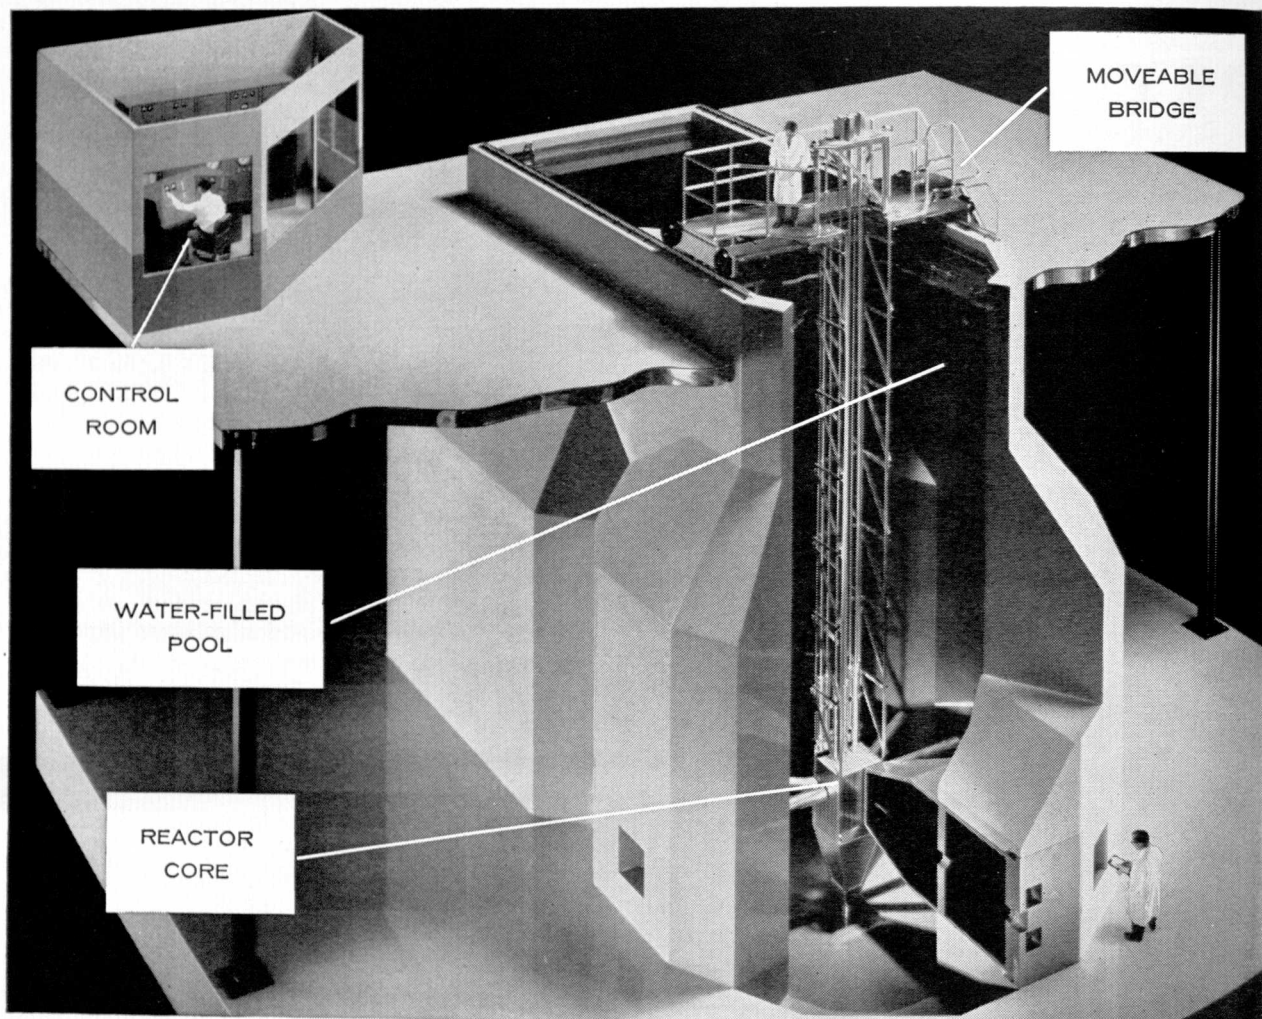 MOVEABLE
BRIDGE
CONTROL
ROOM
WATER-FILLED
POOL
REACTOR
CORE